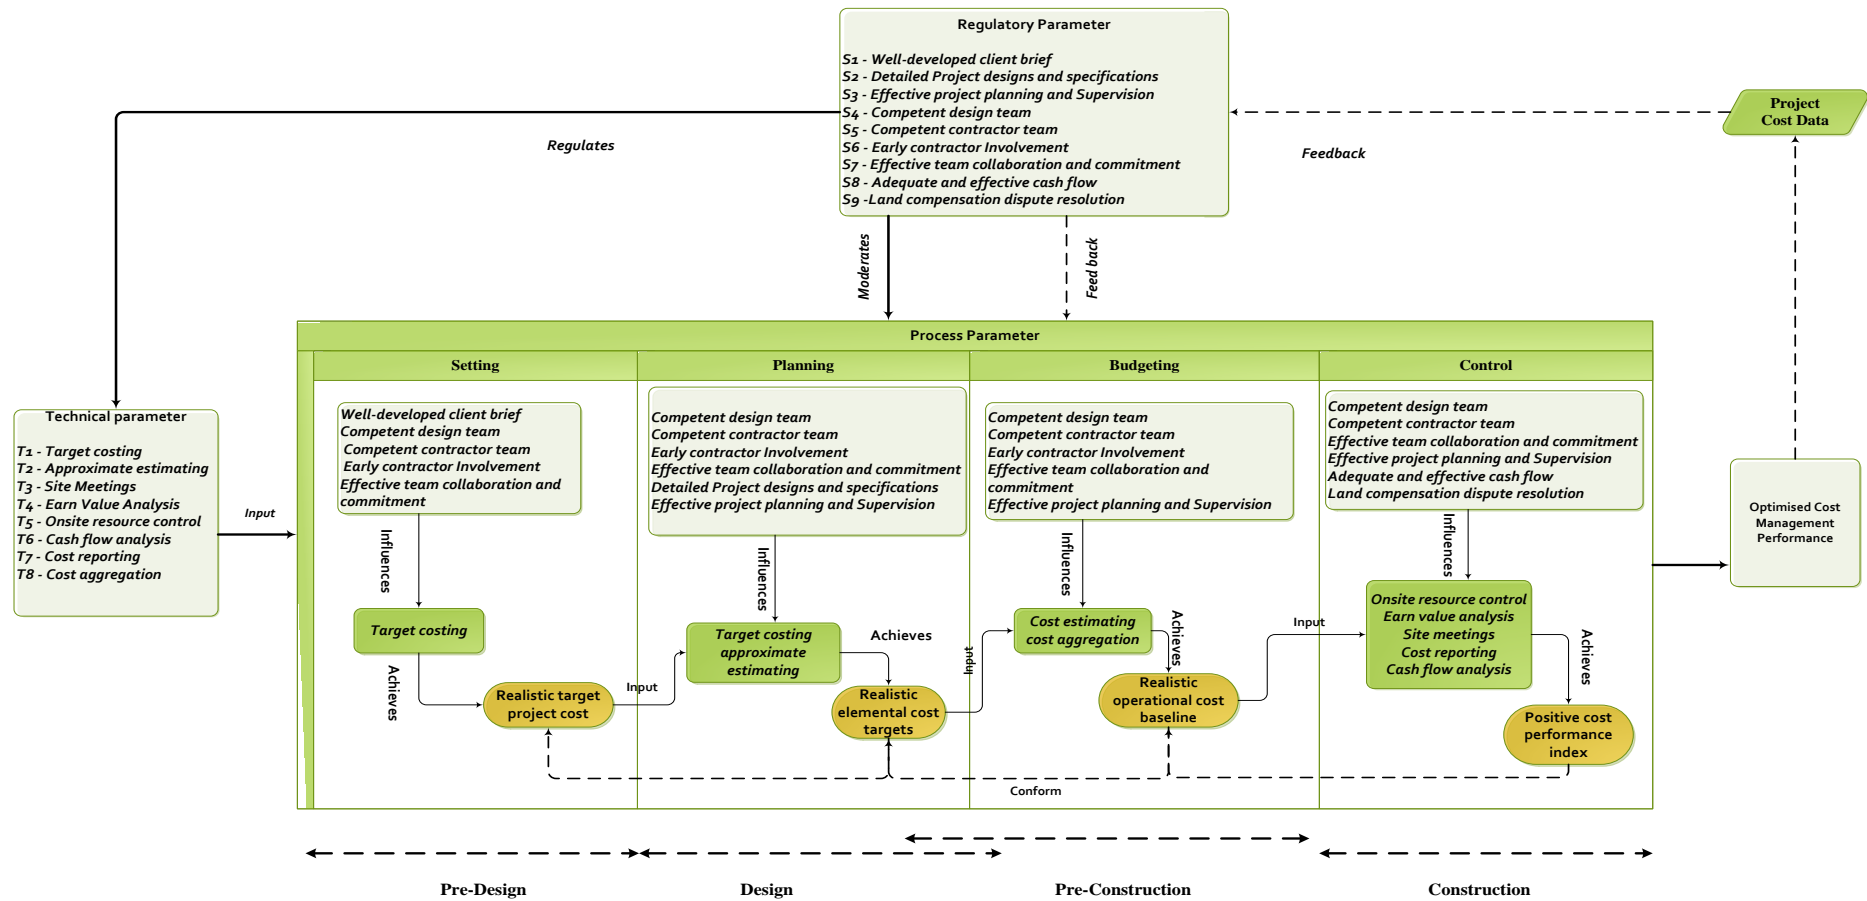 Regulatory Parameter
S1 - Well-developed client brief
S2 - Detailed Project designs and specifications
S3 - Effective project planning and Supervision
S4 - Competent design team
S5 - Competent contractor team
S6 - Early contractor Involvement
S7 - Effective team collaboration and commitment
S8 - Adequate and effective cash flow
S9 -Land compensation dispute resolution
Project
Cost Data
Regulates
Feedback
Moderates
Feed back
Process Parameter
Setting
Planning
Budgeting
Control
Technical parameter
T1 - Target costing
T2 - Approximate estimating
T3 - Site Meetings
T4 - Earn Value Analysis
T5 - Onsite resource control
T6 - Cash flow analysis
T7 - Cost reporting
T8 - Cost aggregation
Input
Well-developed client brief
Competent design team
Competent contractor team
Early contractor Involvement
Effective team collaboration and
commitment
Competent design team
Competent contractor team
Early contractor Involvement
Effective team collaboration and commitment
Detailed Project designs and specifications
Effective project planning and Supervision
Competent design team
Competent contractor team
Early contractor Involvement
Effective team collaboration and
commitment
Effective project planning and Supervision
Competent design team
Competent contractor team
Effective team collaboration and commitment
Effective project planning and Supervision
Adequate and effective cash flow
Land compensation dispute resolution
Optimised Cost
Management
Performance
Influences
Influences
Influences
Influences
Target costing
Achieves
Realistic target
project cost
Input
Target costing
approximate
estimating
Achieves
Realistic
elemental cost
targets
Input
Cost estimating
cost aggregation
Achieves
Realistic
operational cost
baseline
Input
Onsite resource control
Earn value analysis
Site meetings
Cost reporting
Cash flow analysis
Achieves
Positive cost
performance
index
Conform
Pre-Design
Design
Pre-Construction
Construction